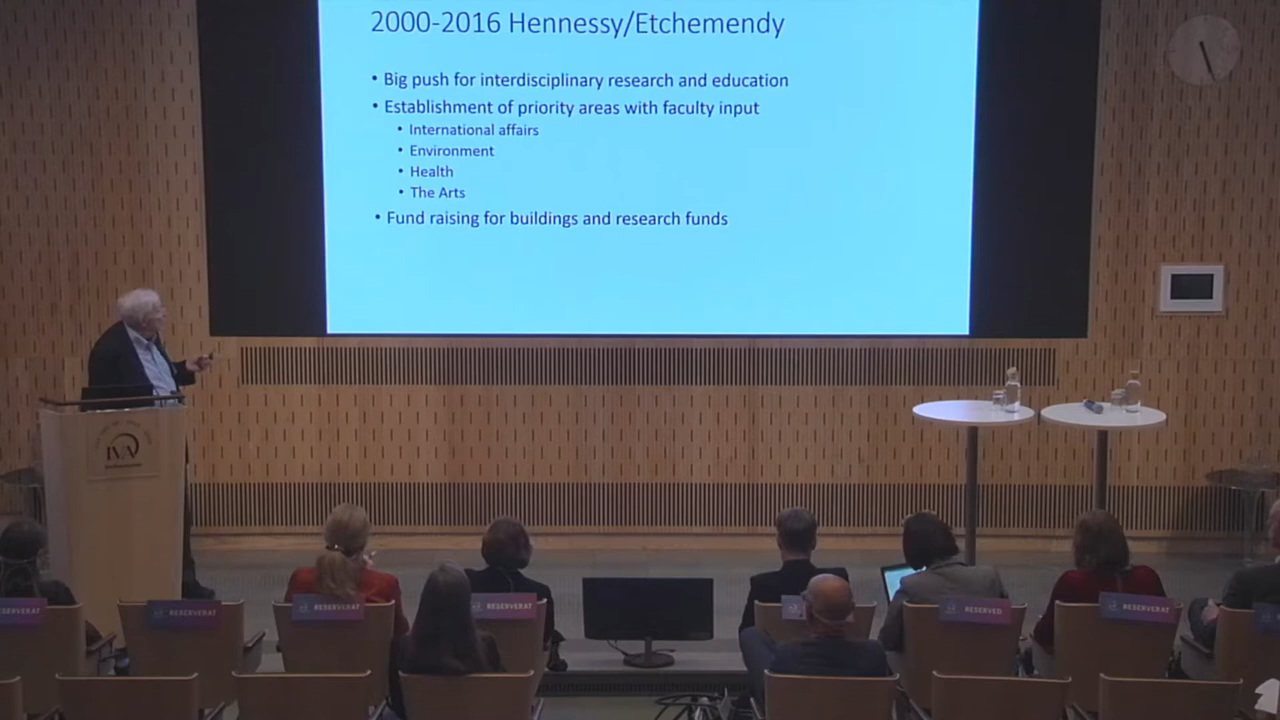 2000-2016 Hennessy/Etchemendy
• Big push for interdisciplinary research and education
• Establishment of priority areas with faculty input
• International affairs
• Environment
• Health
• The Arts
• Fund raising for buildings and research funds
IVA
RESERVERAT
RESERVERAT
RESERVERAT
RESERVERAT
RESERVED
RESERVERAT